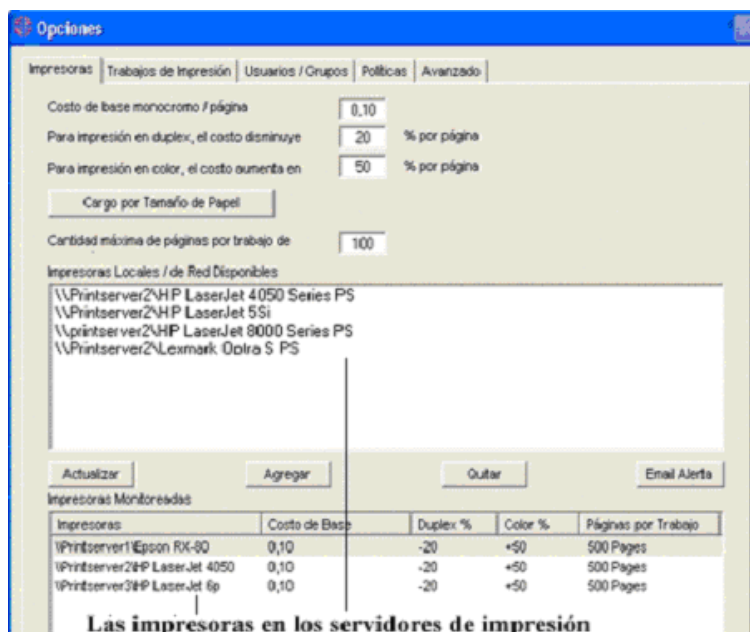 Opciones
Impresoras Trabajos de Impresión Usuarios / Grupos Políticas Avanzado
Costo de base monocromo / página 0,10
Para impresión en duplex, el costo disminuye 20 % por página
Para impresión en color, el costo aumenta en 50 % por página
Cargo por Tamaño de Papel
Cantidad máxima de páginas por trabajo de 100
Impresoras Locales / de Red Disponibles
\\Printserver2\HP LaserJet 4050 Series PS
\\Printserver2\HP LaserJet 5Si
\\printserver2\HP LaserJet 8000 Series PS
\\Printserver2\Lexmark Optra S PS
Actualizar Agregar Quitar Email Alerta
Impresoras Monitoreadas
Impresoras Costo de Base Duplex % Color % Páginas por Trabajo
\\Printserver1\Epson RX-80 0,10 -20 +50 500 Pages
\\Printserver2\HP LaserJet 4050 0,10 -20 +50 500 Pages
\\Printserver3\HP LaserJet 6p 0,10 -20 +50 500 Pages
Las impresoras en los servidores de impresión